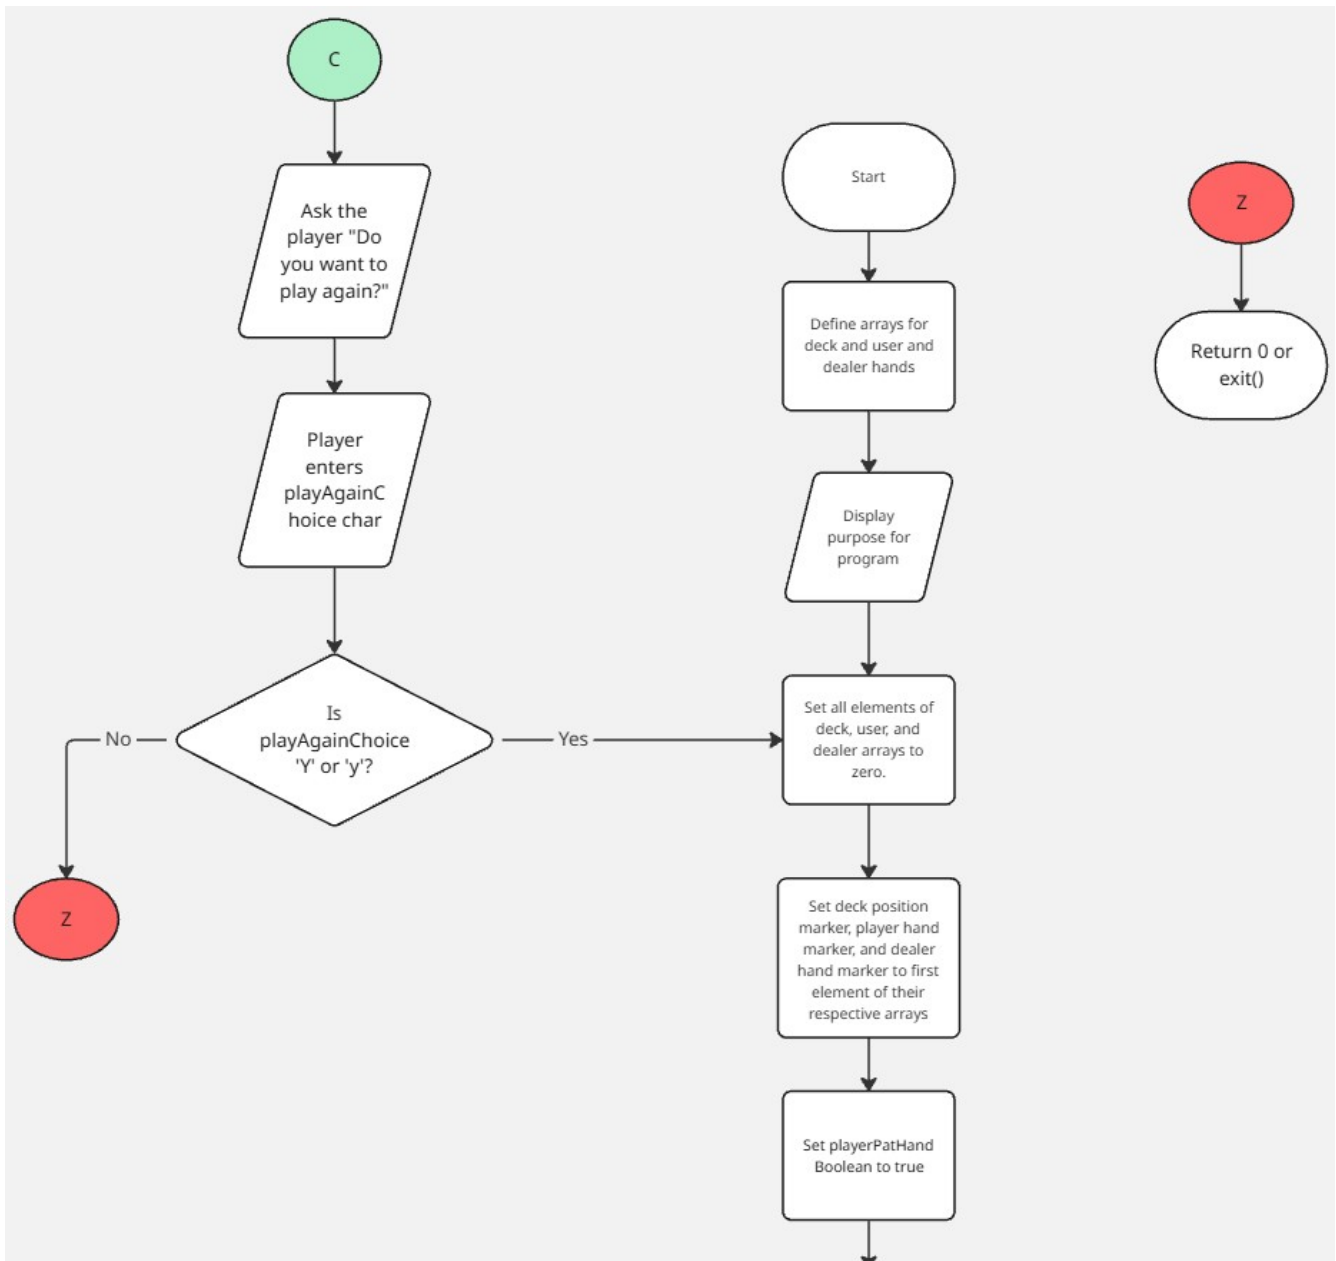 C
Ask the
player "Do
you want to
play again?"
Player
enters
playAgainC
hoice char
Is
playAgainChoice
'Y' or 'y'?
No
Yes
Z
Start
Define arrays for
deck and user and
dealer hands
Display
purpose for
program
Set all elements of
deck, user, and
dealer arrays to
zero.
Set deck position
marker, player hand
marker, and dealer
hand marker to first
element of their
respective arrays
Set playerPatHand
Boolean to true
Z
Return 0 or
exit()